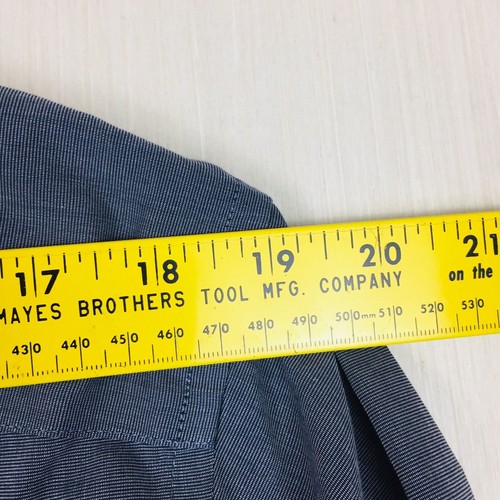 17 18 19 20 21
MAYES BROTHERS TOOL MFG. COMPANY on the
430 440 450 460 470 480 490 500mm 510 520 530